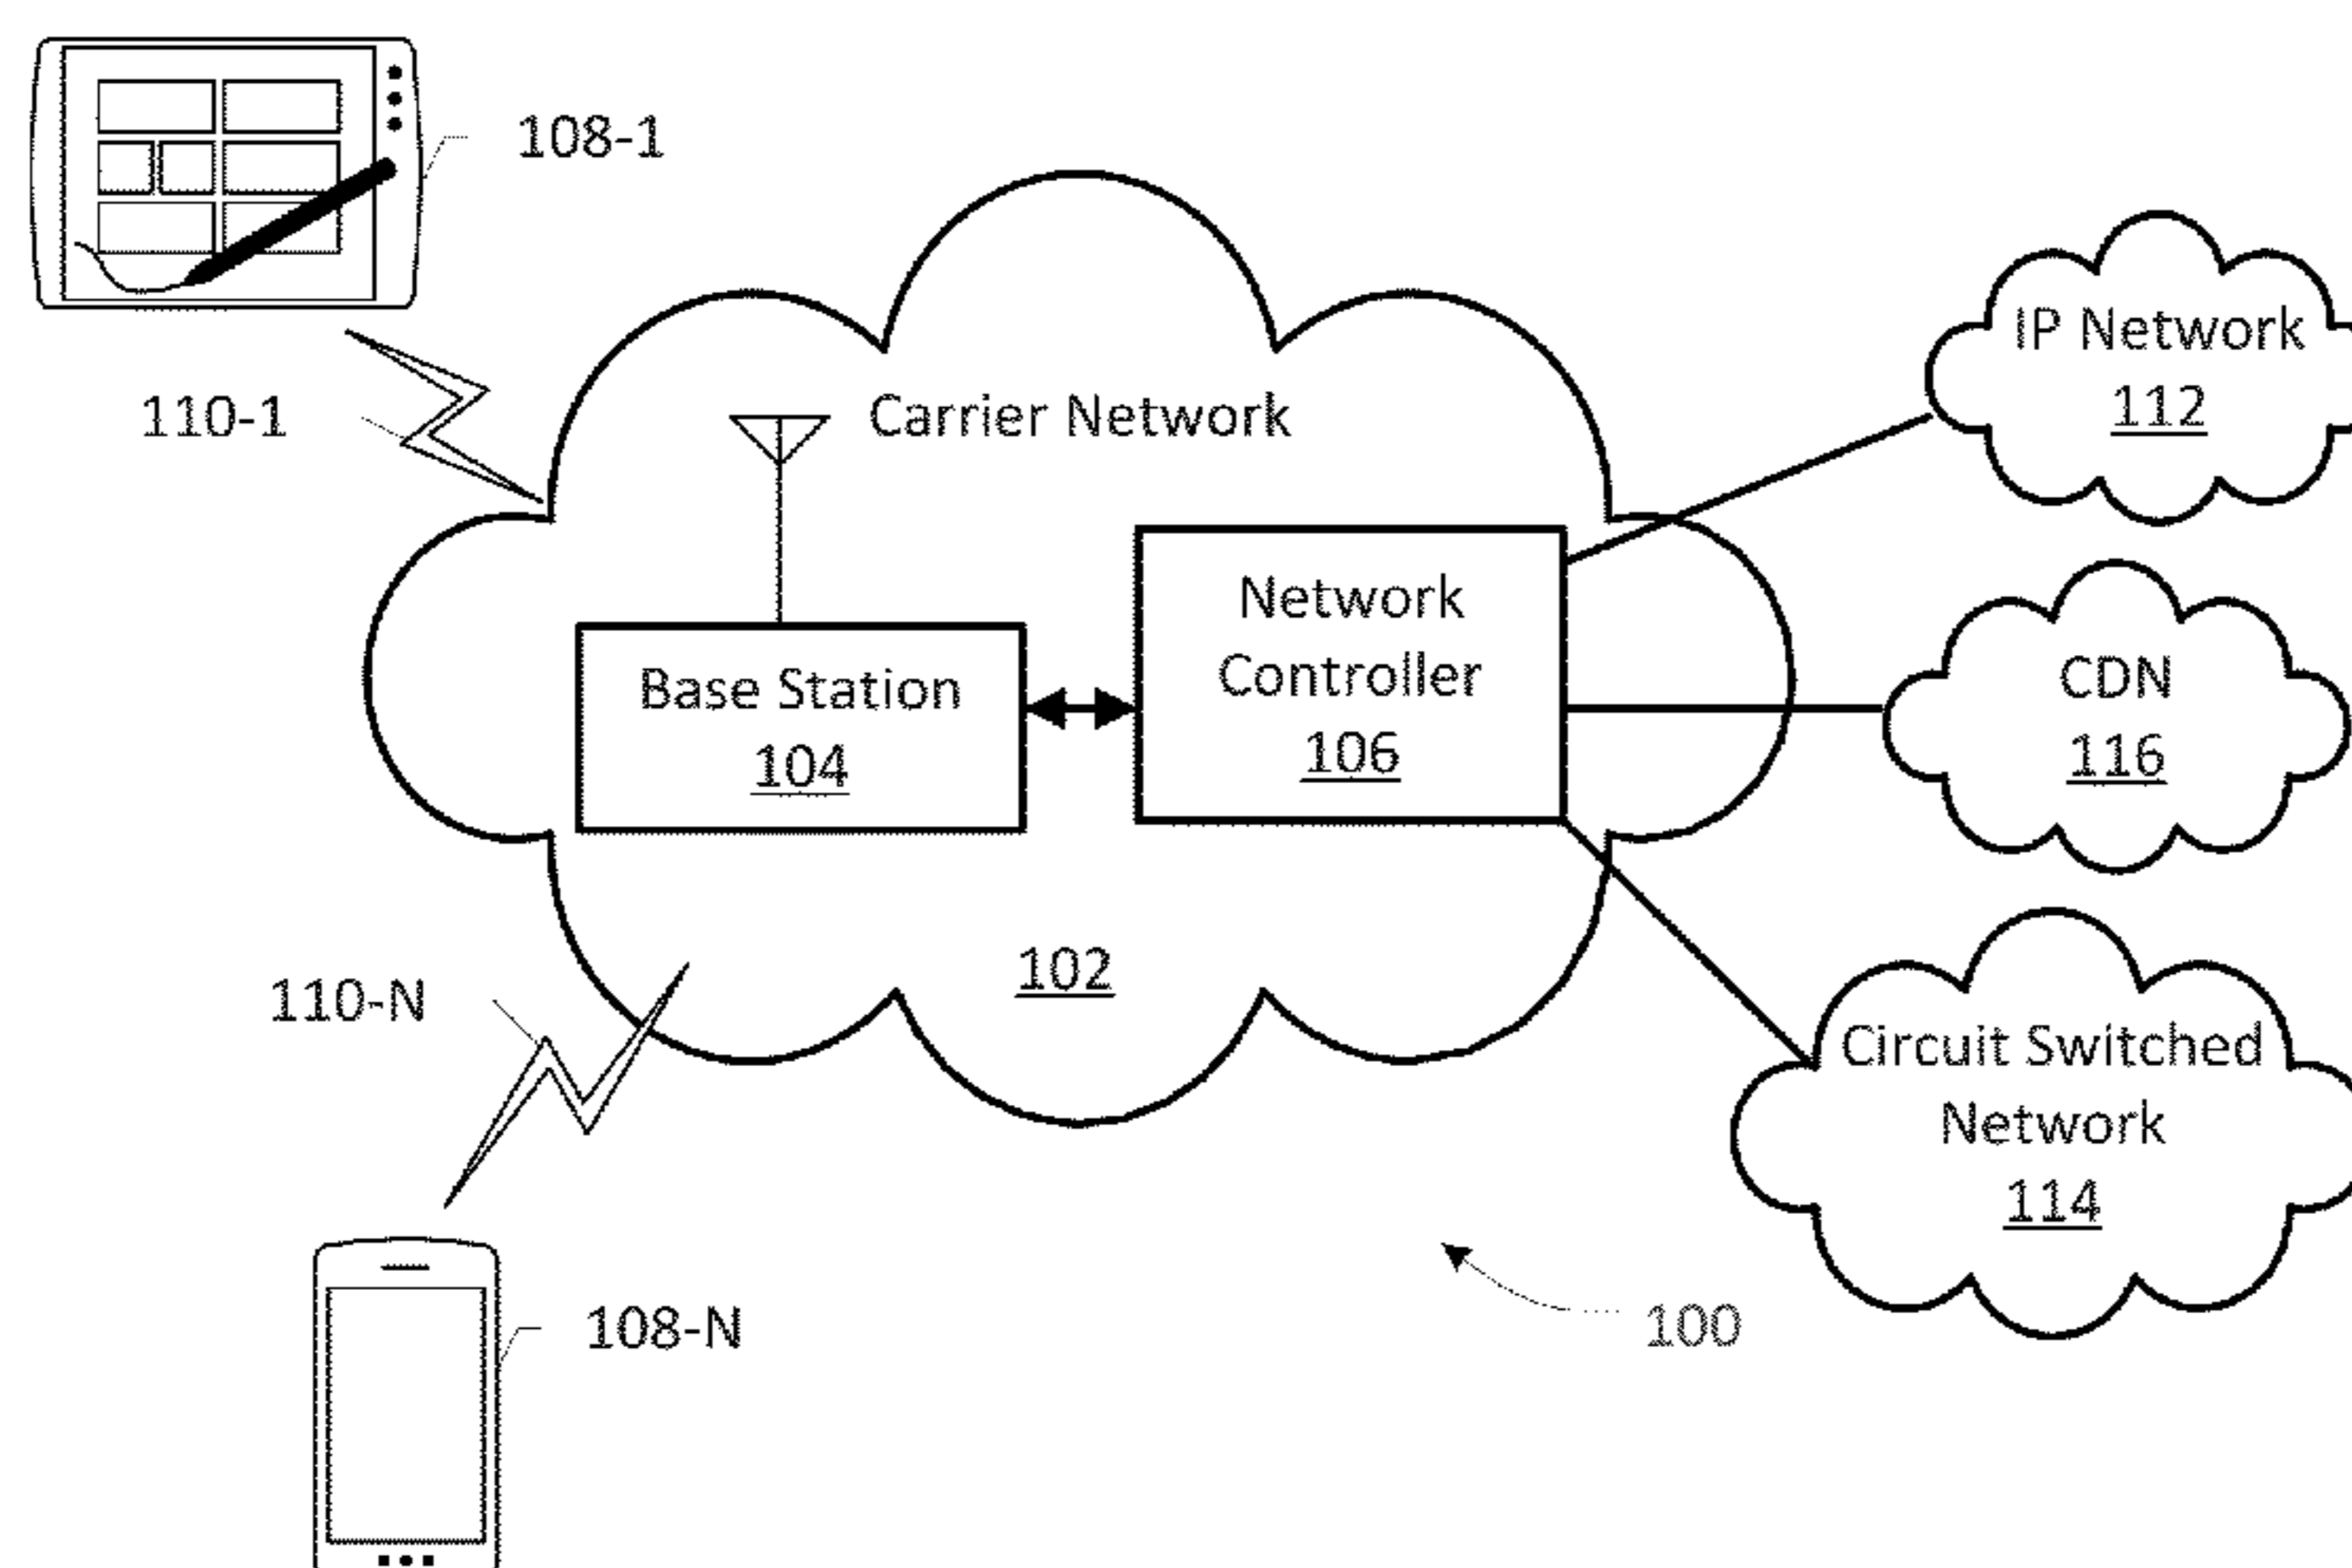 108-1
110-1
Carrier Network
IP Network
112
Network
Controller
106
Base Station
104
CDN
116
102
110-N
Circuit Switched
Network
114
108-N
100